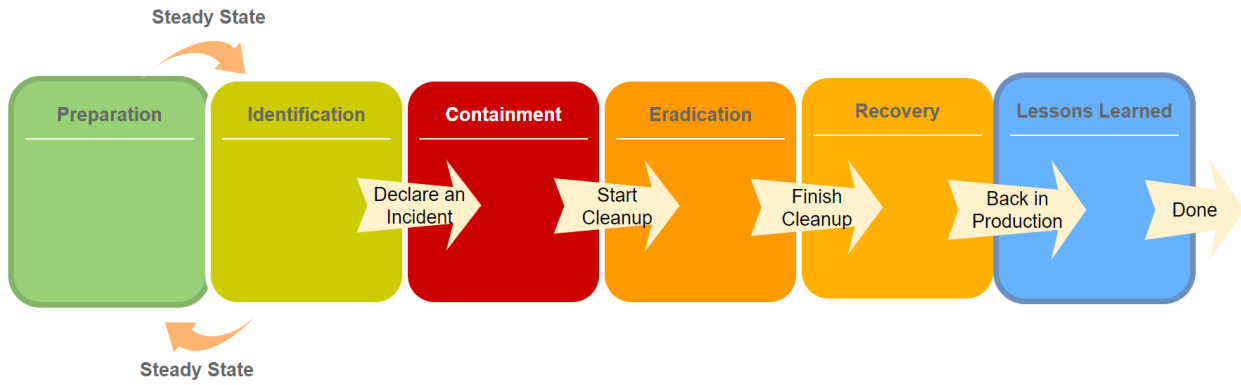 Steady State
Preparation
Identification
Containment
Eradication
Recovery
Lessons Learned
Declare an
Incident
Start
Cleanup
Finish
Cleanup
Back in
Production
Done
Steady State